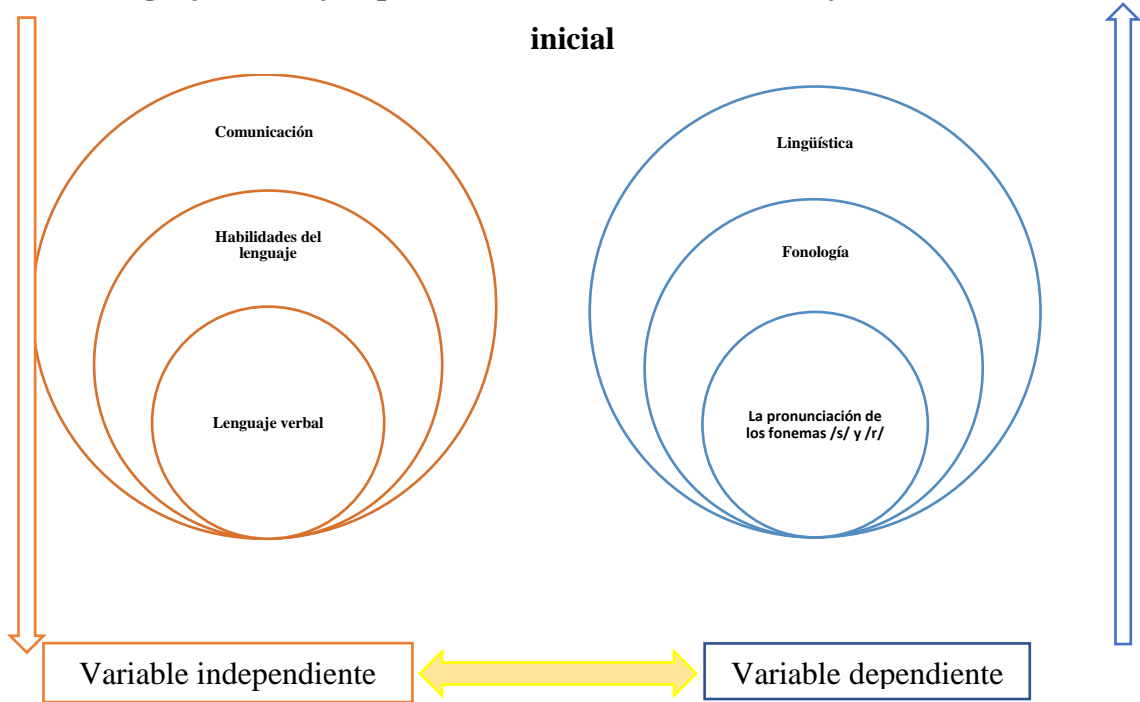 inicial
Comunicación
Habilidades del
lenguaje
Lenguaje verbal
Lingüística
Fonología
La pronunciación de
los fonemas /s/ y /r/
Variable independiente
Variable dependiente